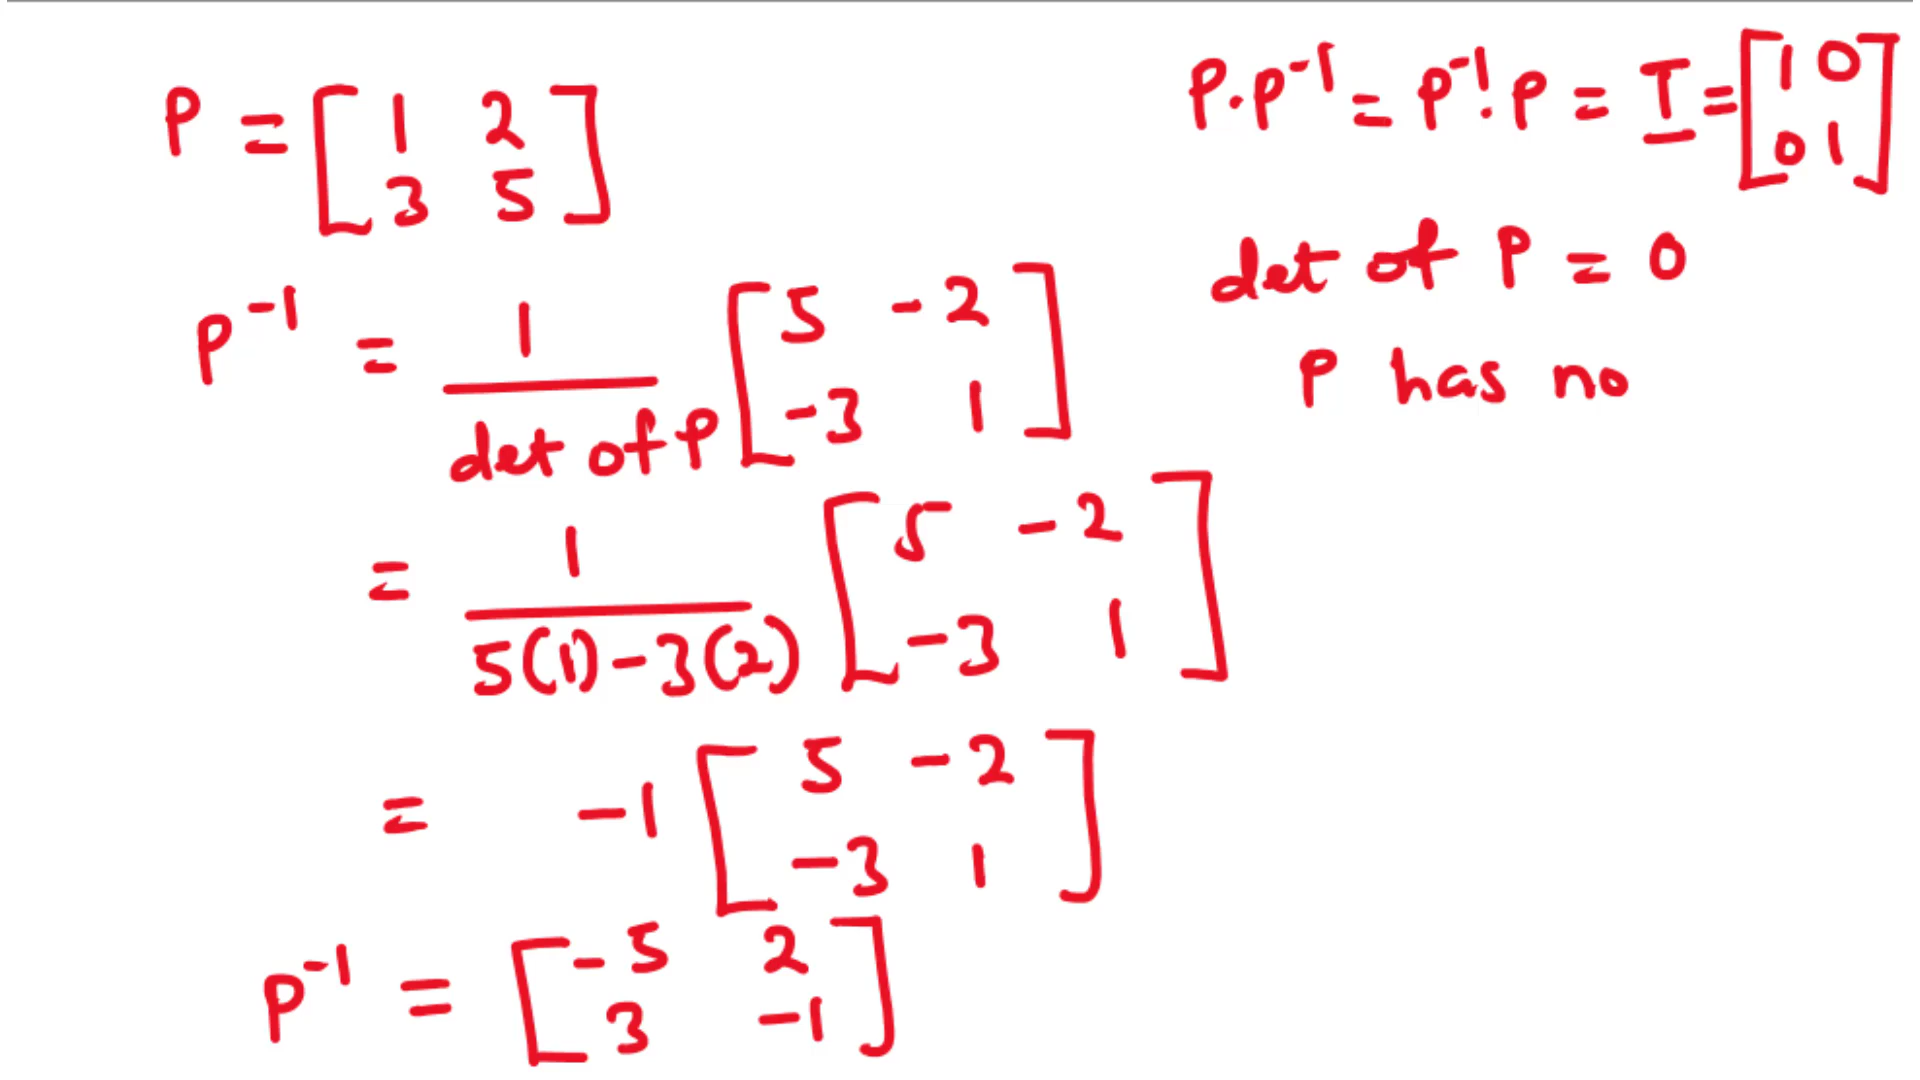 P = [1 2
3 5]
P⁻¹ = 1/(det of P) [5 -2
-3 1]
= 1/(5(1)-3(2)) [5 -2
-3 1]
= -1 [5 -2
-3 1]
P⁻¹ = [-5 2
3 -1]
P.P⁻¹ = P⁻¹.P = I = [1 0
0 1]
det of P = 0
P has no